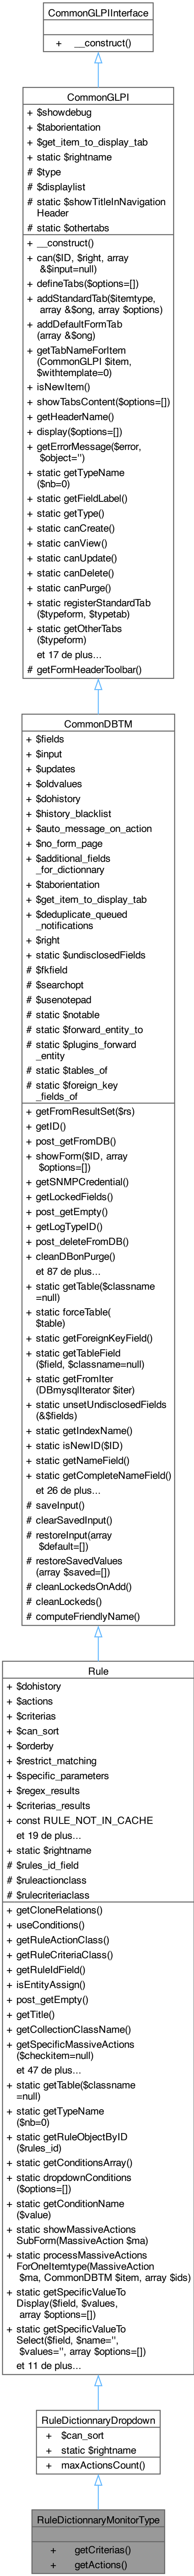 CommonGLPIInterface
+ __construct()
CommonGLPI
+ $showdebug
+ $taborientation
+ $get_item_to_display_tab
+ static $rightname
# $type
# $displaylist
# static $showTitleInNavigation
Header
# static $othertabs
+ __construct()
+ can($ID, $right, array
&$input=null)
+ defineTabs($options=[])
+ addStandardTab($itemtype,
array &$ong, array $options)
+ addDefaultFormTab
(array &$ong)
+ getTabNameForItem
(CommonGLPI $item,
$withtemplate=0)
+ isNewItem()
+ showTabsContent($options=[])
+ getHeaderName()
+ display($options=[])
+ getErrorMessage($error,
$object='')
+ static getTypeName
($nb=0)
+ static getFieldLabel()
+ static getType()
+ static canCreate()
+ static canView()
+ static canUpdate()
+ static canDelete()
+ static canPurge()
+ static registerStandardTab
($typeform, $typetab)
+ static getOtherTabs
($typeform)
et 17 de plus...
# getFormHeaderToolbar()
CommonDBTM
+ $fields
+ $input
+ $updates
+ $oldvalues
+ $dohistory
+ $history_blacklist
+ $auto_message_on_action
+ $no_form_page
+ $additional_fields
_for_dictionnary
+ $taborientation
+ $get_item_to_display_tab
+ $deduplicate_queued
_notifications
+ $right
+ static $undisclosedFields
# $fkfield
# $searchopt
# $usenotepad
# static $notable
# static $forward_entity_to
# static $plugins_forward
_entity
# static $tables_of
# static $foreign_key
_fields_of
+ getFromResultSet($rs)
+ getID()
+ post_getFromDB()
+ showForm($ID, array
$options=[])
+ getSNMPCredential()
+ getLockedFields()
+ post_getEmpty()
+ getLogTypeID()
+ post_deleteFromDB()
+ cleanDBonPurge()
et 87 de plus...
+ static getTable($classname
=null)
+ static forceTable(
$table)
+ static getForeignKeyField()
+ static getTableField
($field, $classname=null)
+ static getFromIter
(DBmysqlIterator $iter)
+ static unsetUndisclosedFields
(&$fields)
+ static getIndexName()
+ static isNewID($ID)
+ static getNameField()
+ static getCompleteNameField()
et 26 de plus...
# saveInput()
# clearSavedInput()
# restoreInput(array
$default=[])
# restoreSavedValues
(array $saved=[])
# cleanLockedsOnAdd()
# cleanLockeds()
# computeFriendlyName()
Rule
+ $dohistory
+ $actions
+ $criterias
+ $can_sort
+ $orderby
+ $restrict_matching
+ $specific_parameters
+ $regex_results
+ $criterias_results
+ const RULE_NOT_IN_CACHE
et 19 de plus...
+ static $rightname
# $rules_id_field
# $ruleactionclass
# $rulecriteriaclass
+ getCloneRelations()
+ useConditions()
+ getRuleActionClass()
+ getRuleCriteriaClass()
+ getRuleIdField()
+ isEntityAssign()
+ post_getEmpty()
+ getTitle()
+ getCollectionClassName()
+ getSpecificMassiveActions
($checkitem=null)
et 47 de plus...
+ static getTable($classname
=null)
+ static getTypeName
($nb=0)
+ static getRuleObjectByID
($rules_id)
+ static getConditionsArray()
+ static dropdownConditions
($options=[])
+ static getConditionName
($value)
+ static showMassiveActions
SubForm(MassiveAction $ma)
+ static processMassiveActions
ForOneItemtype(MassiveAction
$ma, CommonDBTM $item, array $ids)
+ static getSpecificValueTo
Display($field, $values,
array $options=[])
+ static getSpecificValueTo
Select($field, $name='',
$values='', array $options=[])
et 11 de plus...
RuleDictionnaryDropdown
+ $can_sort
+ static $rightname
+ maxActionsCount()
RuleDictionnaryMonitorType
+ getCriterias()
+ getActions()